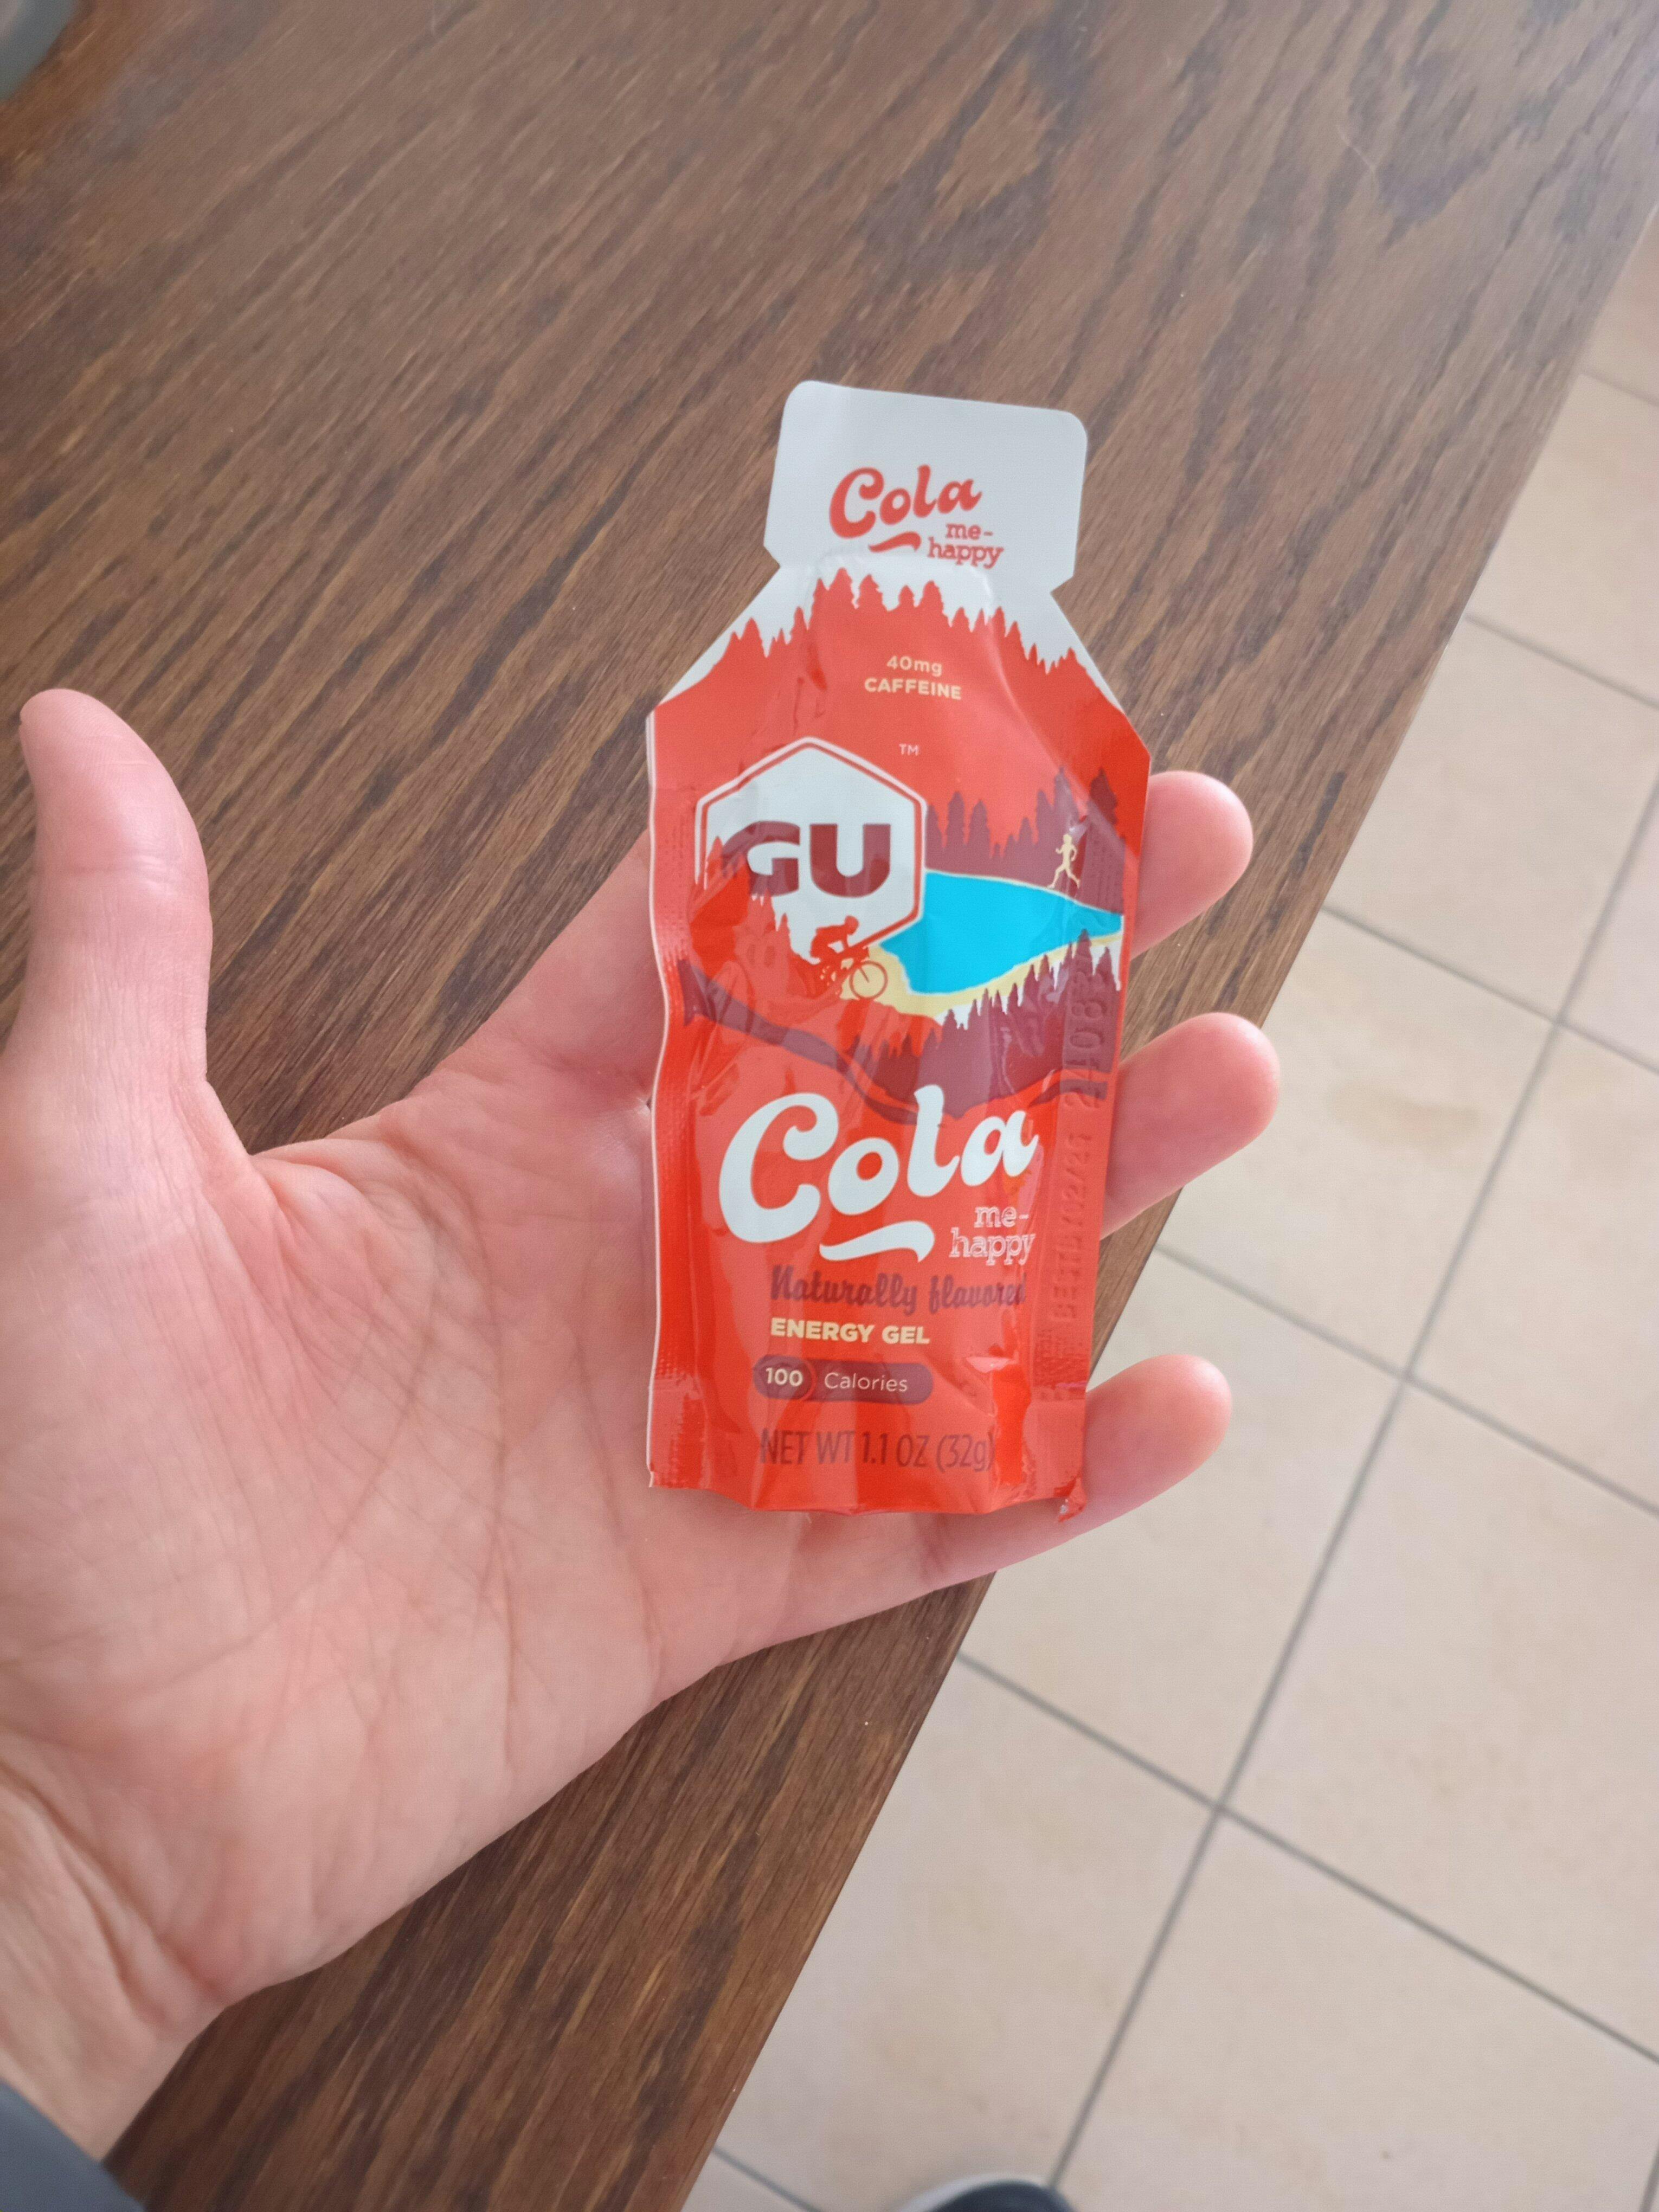 Cola
me-
happy
40mg
CAFFEINE
TM
GU
Cola
me-
happy
Naturally flavored
ENERGY GEL
100 Calories
NET WT 1.1 OZ (32g)